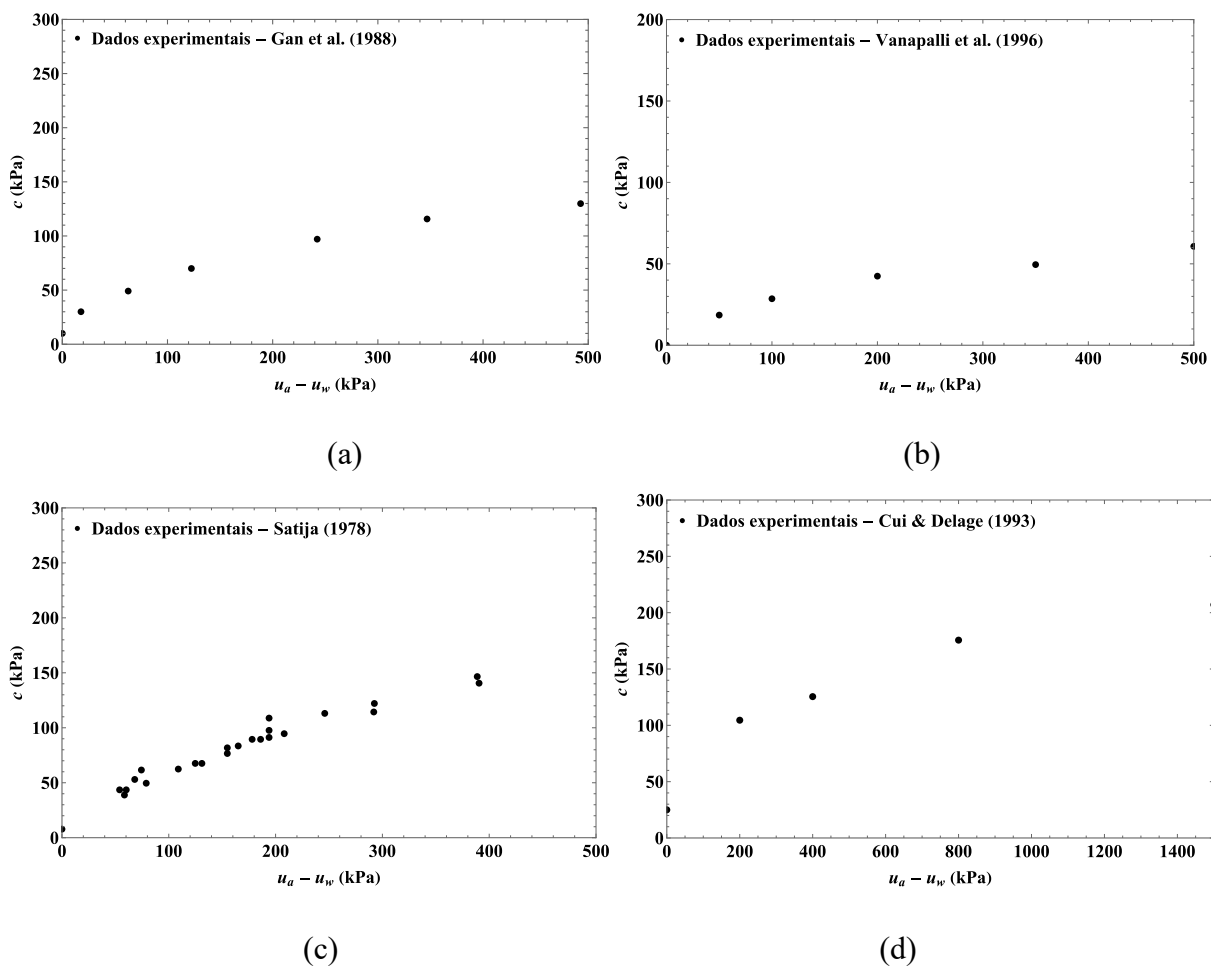 300
250
200
150
100
50
0
c (kPa)
• Dados experimentais – Gan et al. (1988)
0 100 200 300 400 500
u_a − u_w (kPa)
(a)
200
150
100
50
0
c (kPa)
• Dados experimentais – Vanapalli et al. (1996)
0 100 200 300 400 500
u_a − u_w (kPa)
(b)
300
250
200
150
100
50
0
c (kPa)
• Dados experimentais – Satija (1978)
0 100 200 300 400 500
u_a − u_w (kPa)
(c)
300
250
200
150
100
50
0
c (kPa)
• Dados experimentais – Cui & Delage (1993)
0 200 400 600 800 1000 1200 1400
u_a − u_w (kPa)
(d)